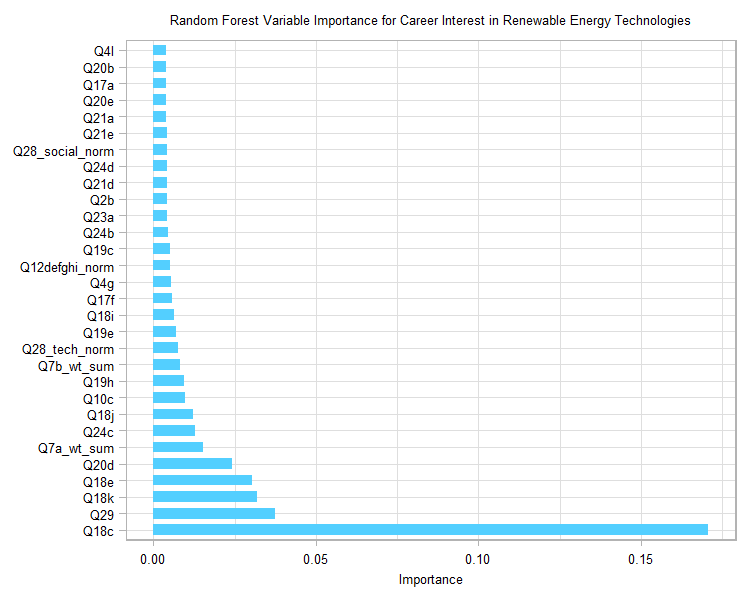 Random Forest Variable Importance for Career Interest in Renewable Energy Technologies
Q4l
Q20b
Q17a
Q20e
Q21a
Q21e
Q28_social_norm
Q24d
Q21d
Q2b
Q23a
Q24b
Q19c
Q12defghi_norm
Q4g
Q17f
Q18i
Q19e
Q28_tech_norm
Q7b_wt_sum
Q19h
Q10c
Q18j
Q24c
Q7a_wt_sum
Q20d
Q18e
Q18k
Q29
Q18c
0.00 0.05 0.10 0.15
Importance